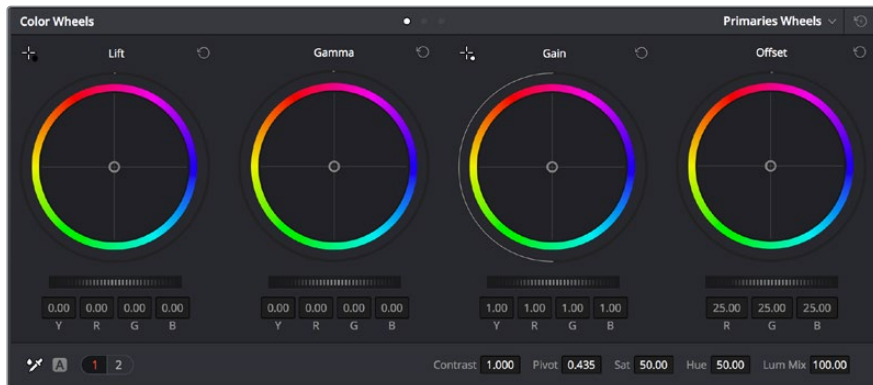 Color Wheels Primaries Wheels
Lift Gamma Gain Offset
0.00 0.00 0.00 0.00 0.00 0.00 0.00 0.00 1.00 1.00 1.00 1.00 25.00 25.00 25.00
Y R G B Y R G B Y R G B R G B
A 1 2 Contrast 1.000 Pivot 0.435 Sat 50.00 Hue 50.00 Lum Mix 100.00